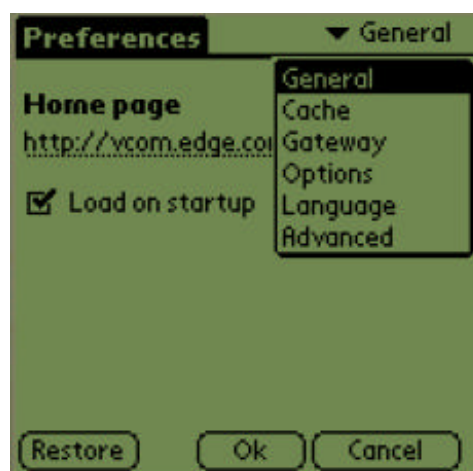 Preferences
General
General
Home page
Cache
http://vcom.edge.co
Gateway
Options
Load on startup
Language
Advanced
Restore
Ok
Cancel